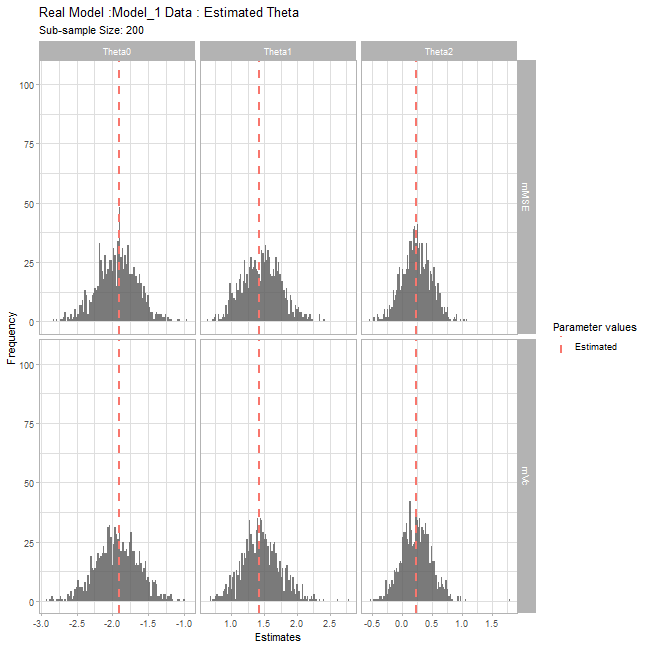 Real Model :Model_1 Data : Estimated Theta
Sub-sample Size: 200
Theta0 Theta1 Theta2
100
75
50
25
0
mMSE
Frequency
100
75
50
25
0
mVc
-3.0 -2.5 -2.0 -1.5 -1.0 1.0 1.5 2.0 2.5 -0.5 0.0 0.5 1.0 1.5
Estimates
Parameter values
Estimated